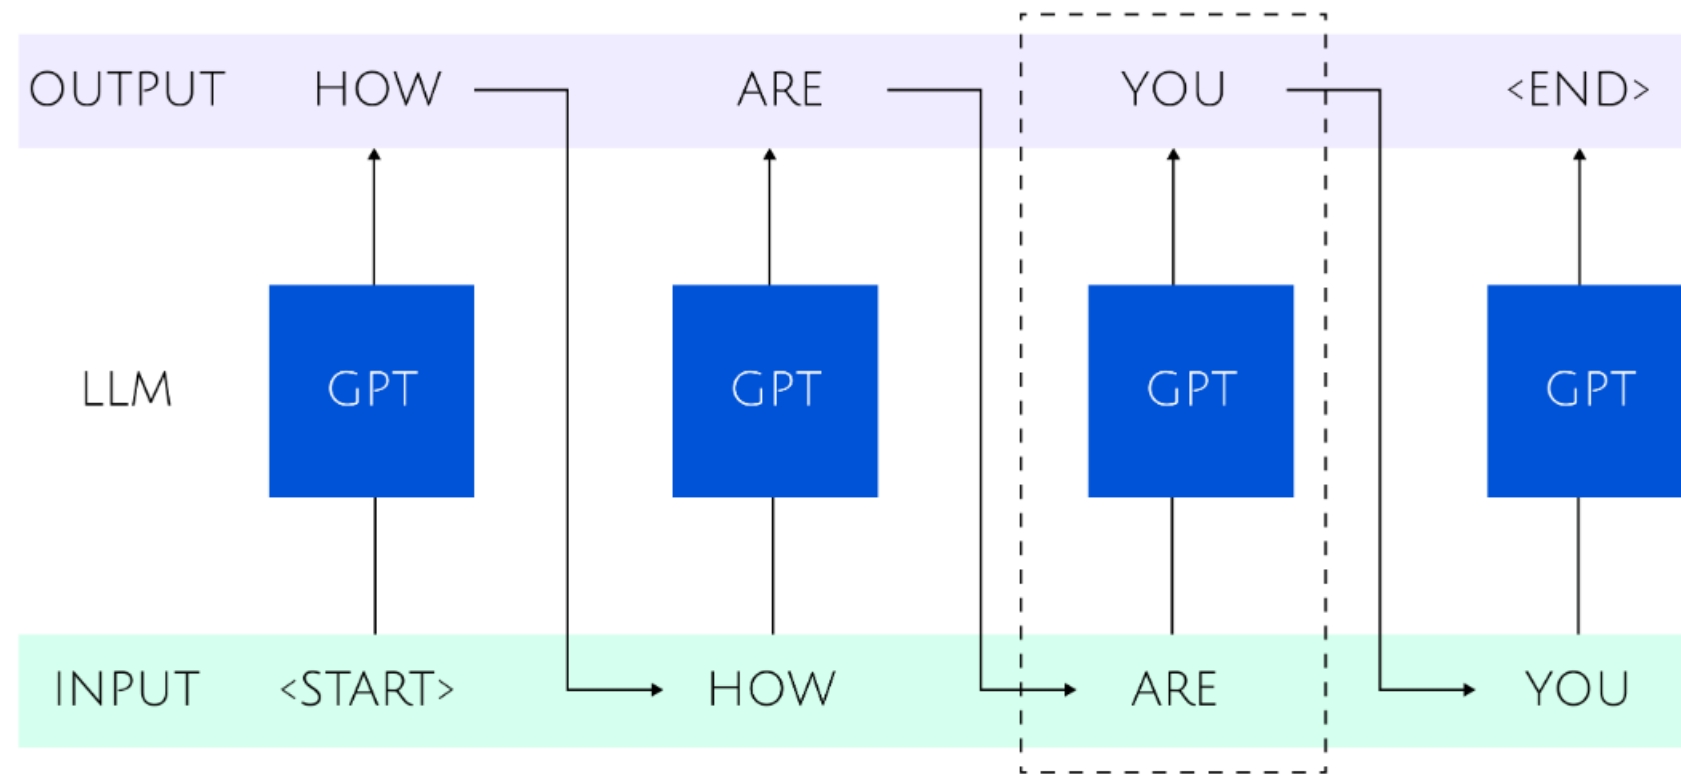 OUTPUT HOW ARE YOU <END>
LLM GPT GPT GPT GPT
INPUT <START> HOW ARE YOU